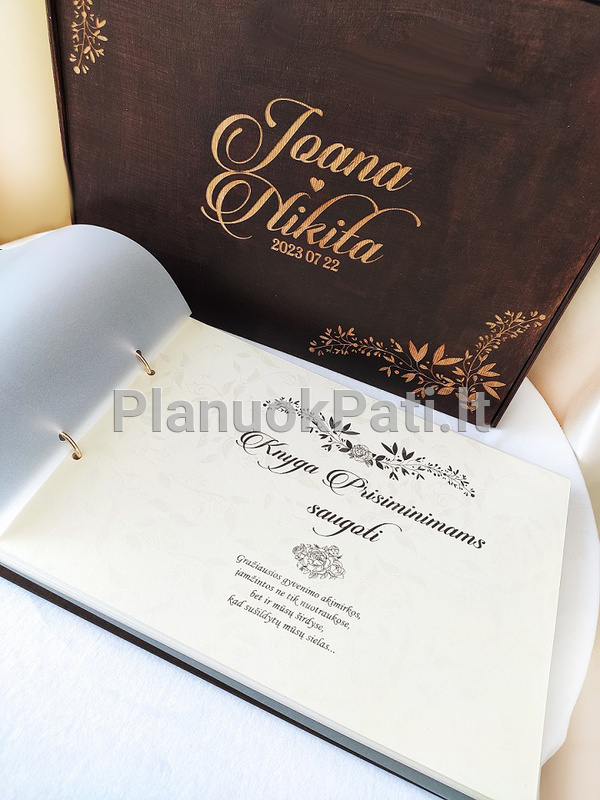 Joana
Nikita
2023 07 22
PlanuokPati.lt
Knyga Prisiminimams
saugoti
Gražiausios gyvenimo akimirkos,
įamžintos ne tik nuotraukose,
bet ir mūsų širdyse,
kad sušildytų mūsų sielas...